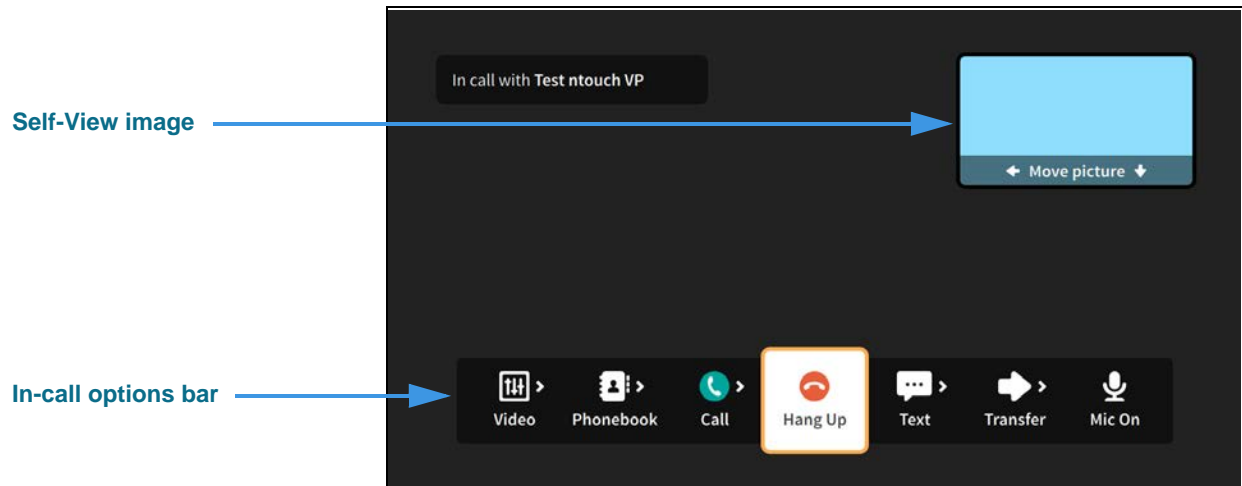 In call with Test ntouch VP
Self-View image
Move picture
In-call options bar
Video
Phonebook
Call
Hang Up
Text
Transfer
Mic On